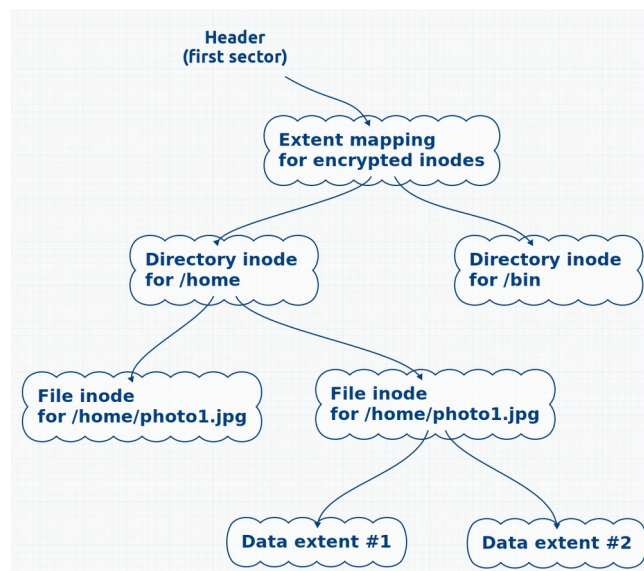 Header
(first sector)
Extent mapping
for encrypted inodes
Directory inode
for /home
Directory inode
for /bin
File inode
for /home/photo1.jpg
File inode
for /home/photo1.jpg
Data extent #1
Data extent #2